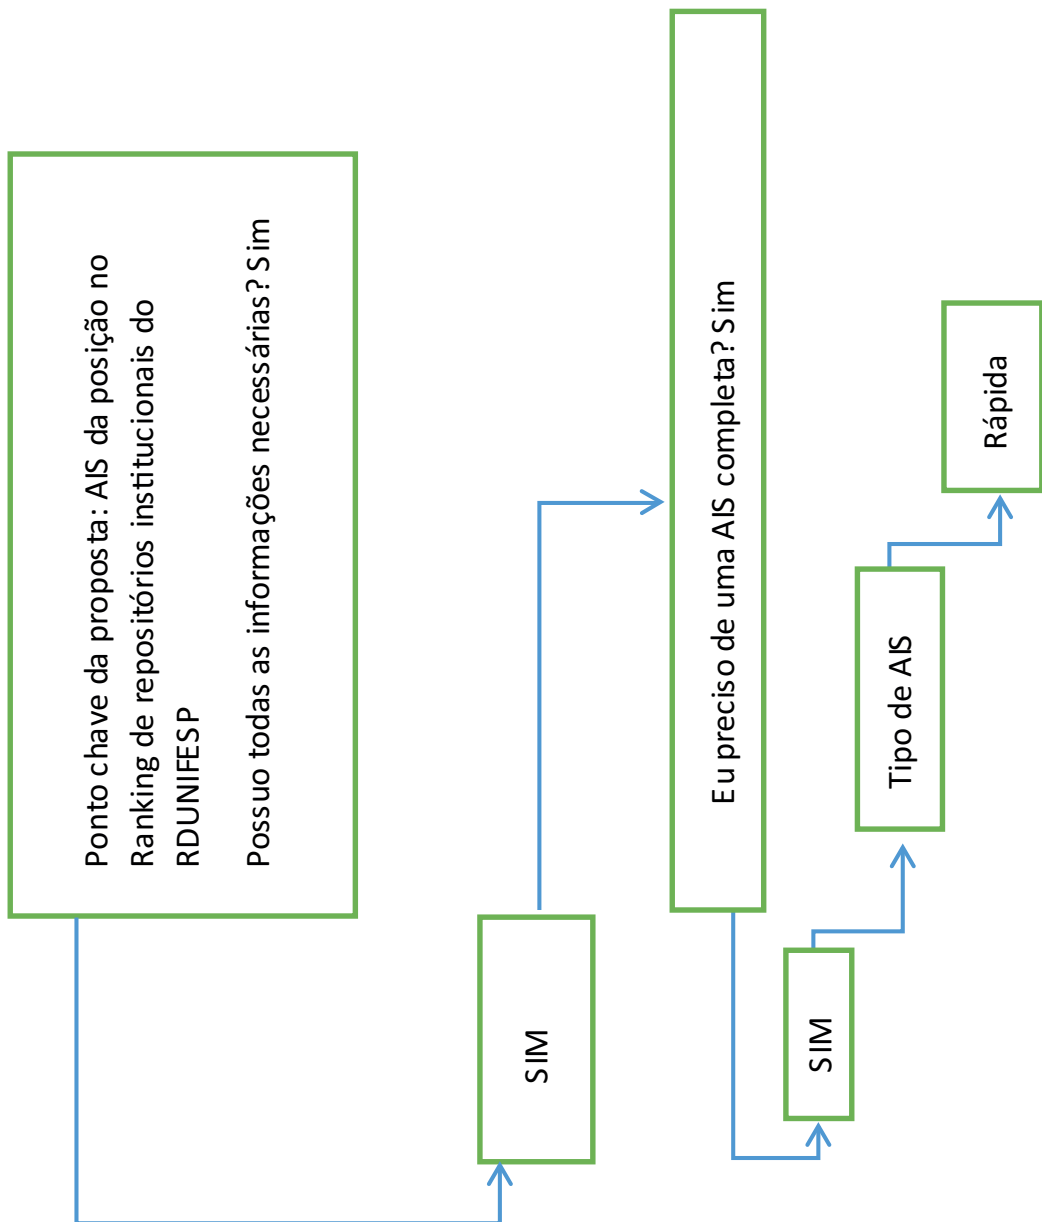 Ponto chave da proposta: AIS da posição no
Ranking de repositórios institucionais do
RDUNIFESP
Possuo todas as informações necessárias? Sim
SIM
Eu preciso de uma AIS completa? Sim
SIM
Tipo de AIS
Rápida